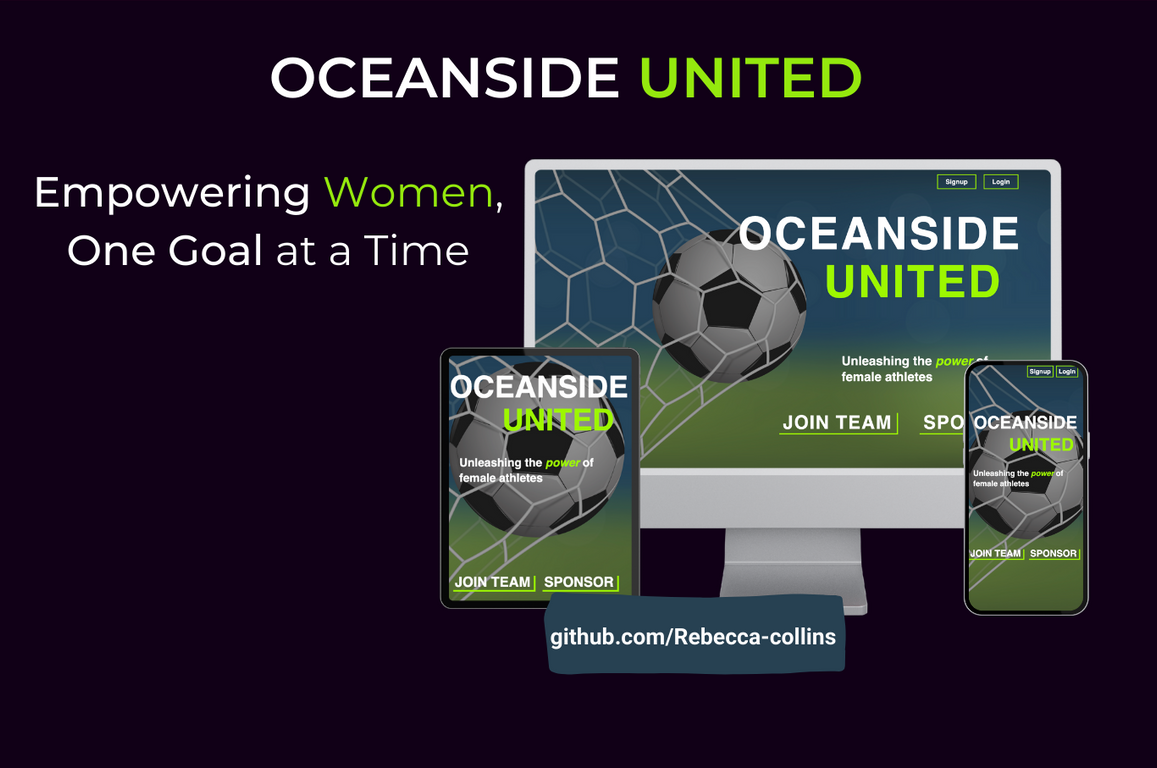 OCEANSIDE UNITED
Empowering Women,
One Goal at a Time
Signup Login
OCEANSIDE
UNITED
Unleashing the power of
female athletes
JOIN TEAM SPO
OCEANSIDE
UNITED
Unleashing the power of
female athletes
JOIN TEAM SPONSOR
Signup Login
OCEANSIDE
UNITED
Unleashing the power of
female athletes
JOIN TEAM SPONSOR
github.com/Rebecca-collins